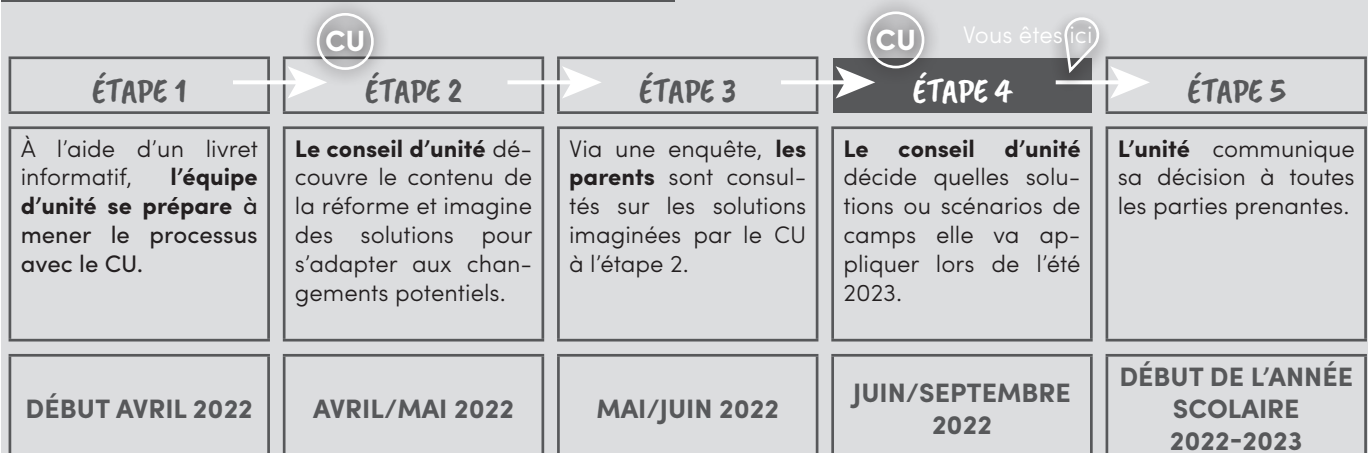 CU
CU
Vous êtes ici
ÉTAPE 1
ÉTAPE 2
ÉTAPE 3
ÉTAPE 4
ÉTAPE 5
À l'aide d'un livret
informatif, l'équipe
d'unité se prépare à
mener le processus
avec le CU.
Le conseil d'unité dé-
couvre le contenu de
la réforme et imagine
des solutions pour
s'adapter aux chan-
gements potentiels.
Via une enquête, les
parents sont consul-
tés sur les solutions
imaginées par le CU
à l'étape 2.
Le conseil d'unité
décide quelles solu-
tions ou scénarios de
camps elle va ap-
pliquer lors de l'été
2023.
L'unité communique
sa décision à toutes
les parties prenantes.
DÉBUT AVRIL 2022
AVRIL/MAI 2022
MAI/JUIN 2022
JUIN/SEPTEMBRE
2022
DÉBUT DE L'ANNÉE
SCOLAIRE
2022-2023